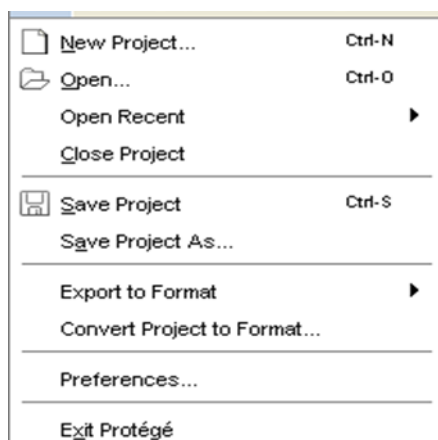 New Project... Ctrl-N
Open... Ctrl-O
Open Recent
Close Project
Save Project Ctrl-S
Save Project As...
Export to Format
Convert Project to Format...
Preferences...
Exit Protégé